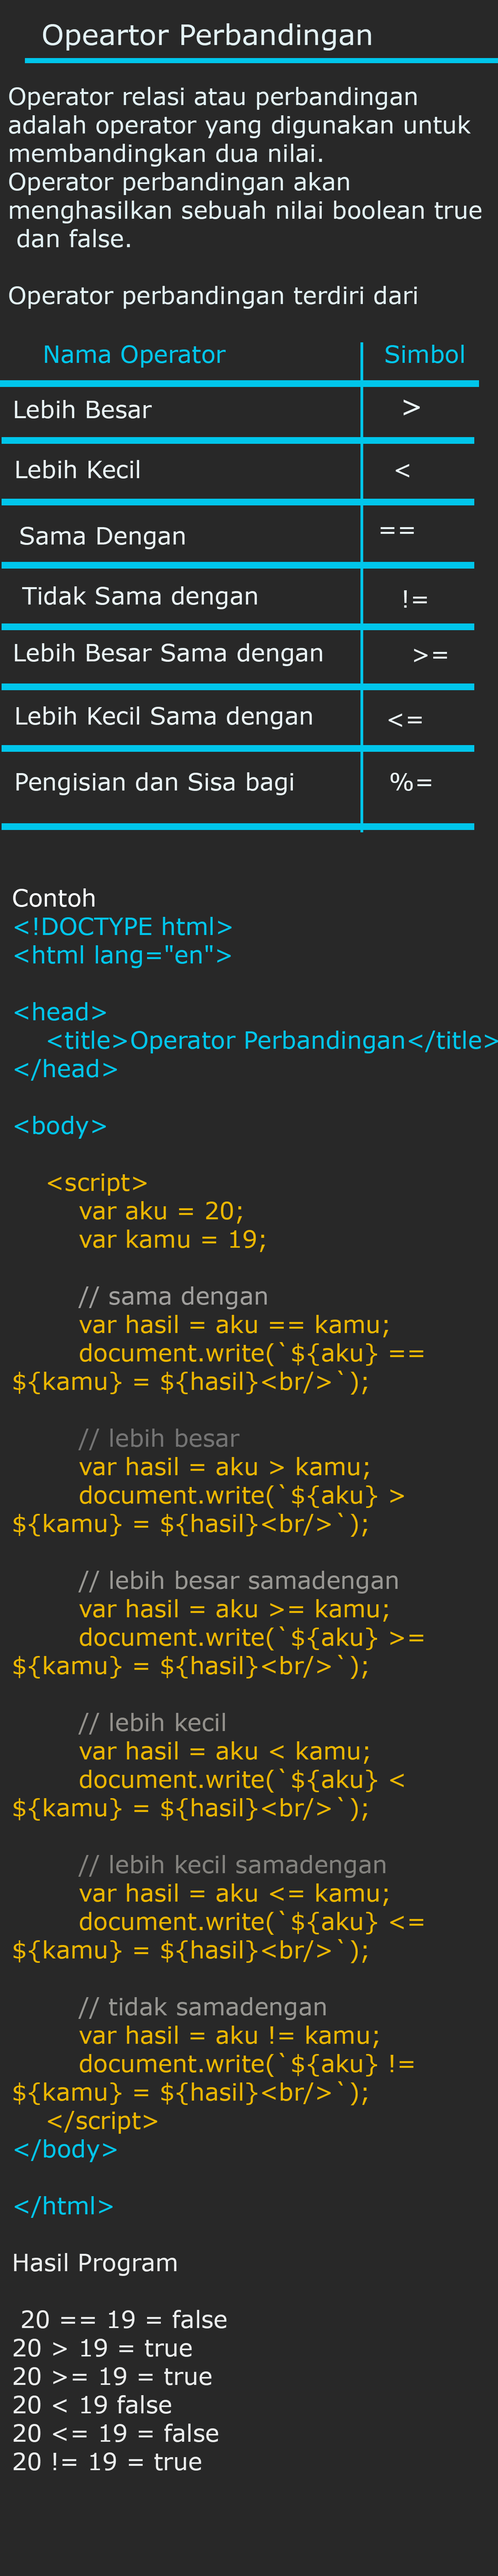 Opeartor Perbandingan
Operator relasi atau perbandingan
adalah operator yang digunakan untuk
membandingkan dua nilai.
Operator perbandingan akan
menghasilkan sebuah nilai boolean true
dan false.
Operator perbandingan terdiri dari
Nama Operator Simbol
Lebih Besar >
Lebih Kecil <
Sama Dengan ==
Tidak Sama dengan !=
Lebih Besar Sama dengan >=
Lebih Kecil Sama dengan <=
Pengisian dan Sisa bagi %=
Contoh
<!DOCTYPE html>
<html lang="en">
<head>
<title>Operator Perbandingan</title>
</head>
<body>
<script>
var aku = 20;
var kamu = 19;
// sama dengan
var hasil = aku == kamu;
document.write(`${aku} ==
${kamu} = ${hasil}<br/>`);
// lebih besar
var hasil = aku > kamu;
document.write(`${aku} >
${kamu} = ${hasil}<br/>`);
// lebih besar samadengan
var hasil = aku >= kamu;
document.write(`${aku} >=
${kamu} = ${hasil}<br/>`);
// lebih kecil
var hasil = aku < kamu;
document.write(`${aku} <
${kamu} = ${hasil}<br/>`);
// lebih kecil samadengan
var hasil = aku <= kamu;
document.write(`${aku} <=
${kamu} = ${hasil}<br/>`);
// tidak samadengan
var hasil = aku != kamu;
document.write(`${aku} !=
${kamu} = ${hasil}<br/>`);
</script>
</body>
</html>
Hasil Program
20 == 19 = false
20 > 19 = true
20 >= 19 = true
20 < 19 false
20 <= 19 = false
20 != 19 = true